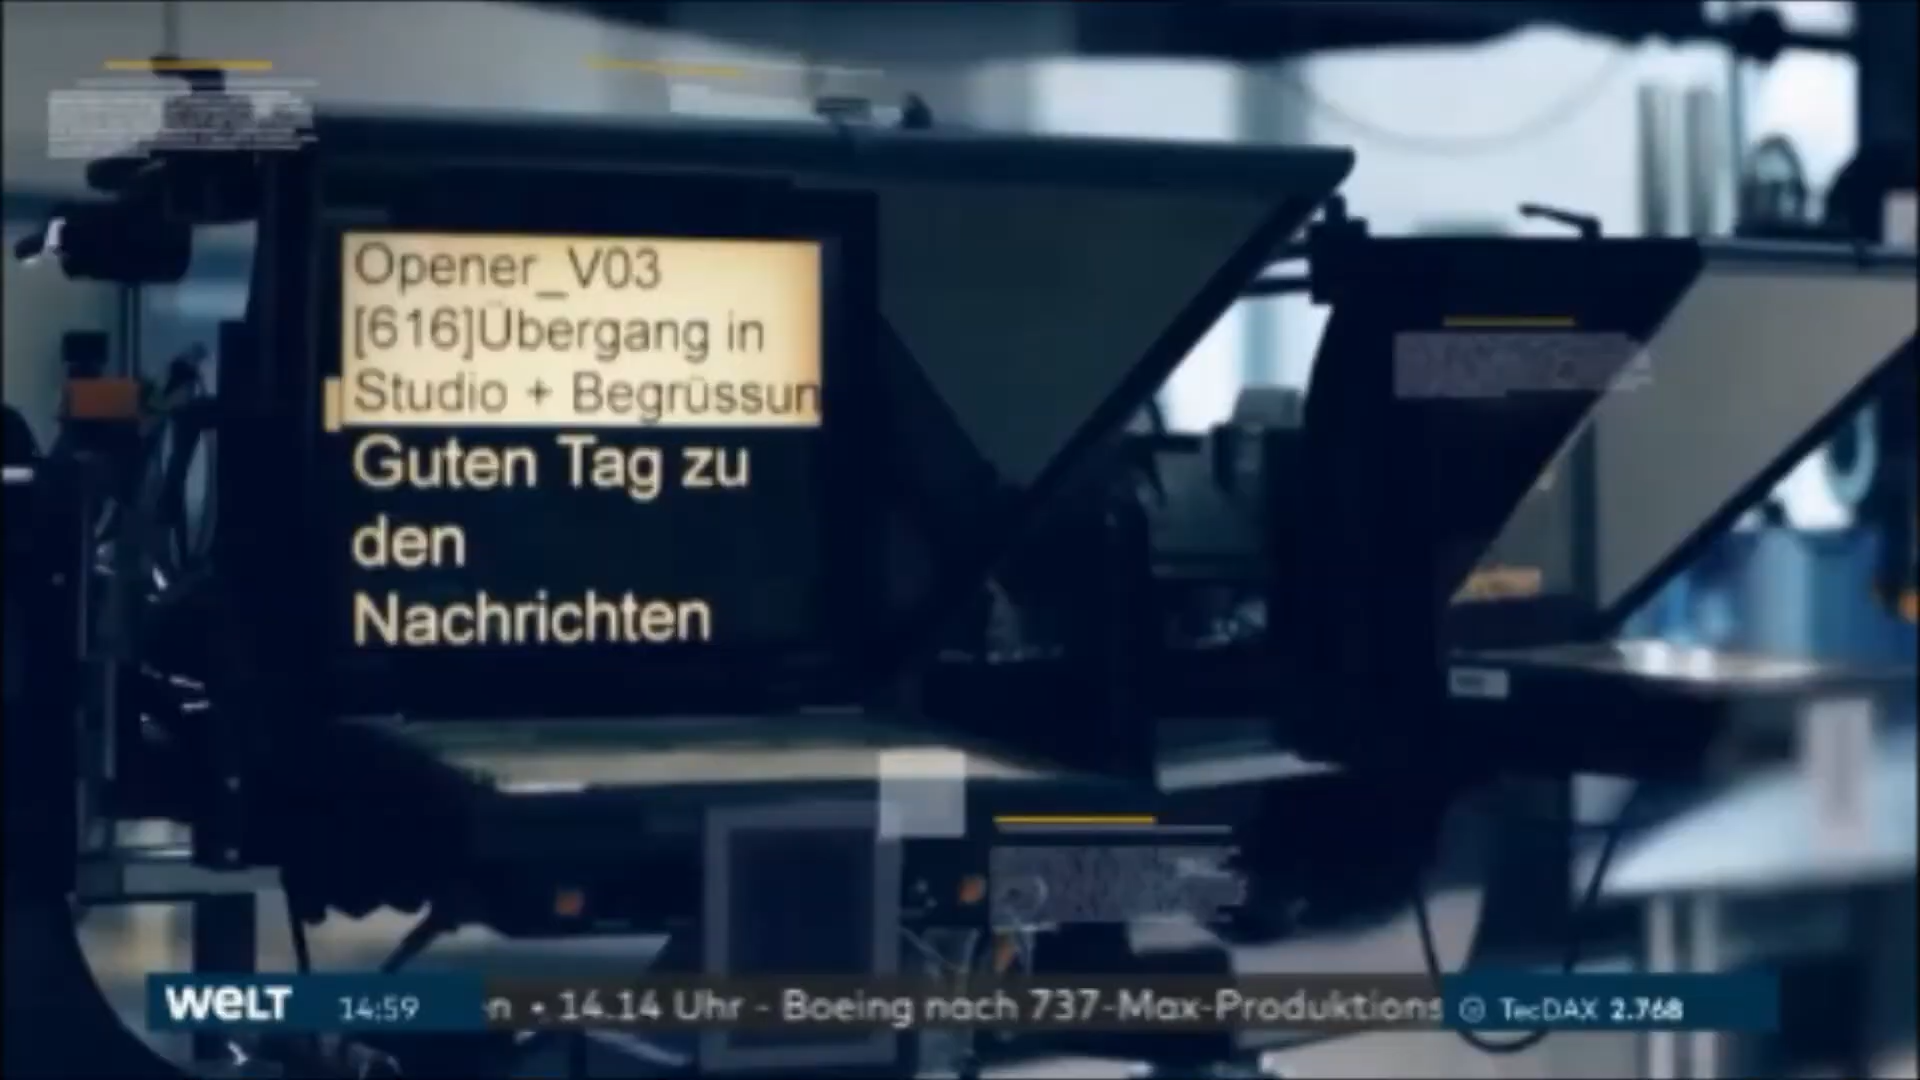 Opener_V03
[616]Übergang in
Studio + Begrüssun
Guten Tag zu
den
Nachrichten
WELT 14:59 en • 14.14 Uhr - Boeing nach 737-Max-Produktions TecDAX 2.768